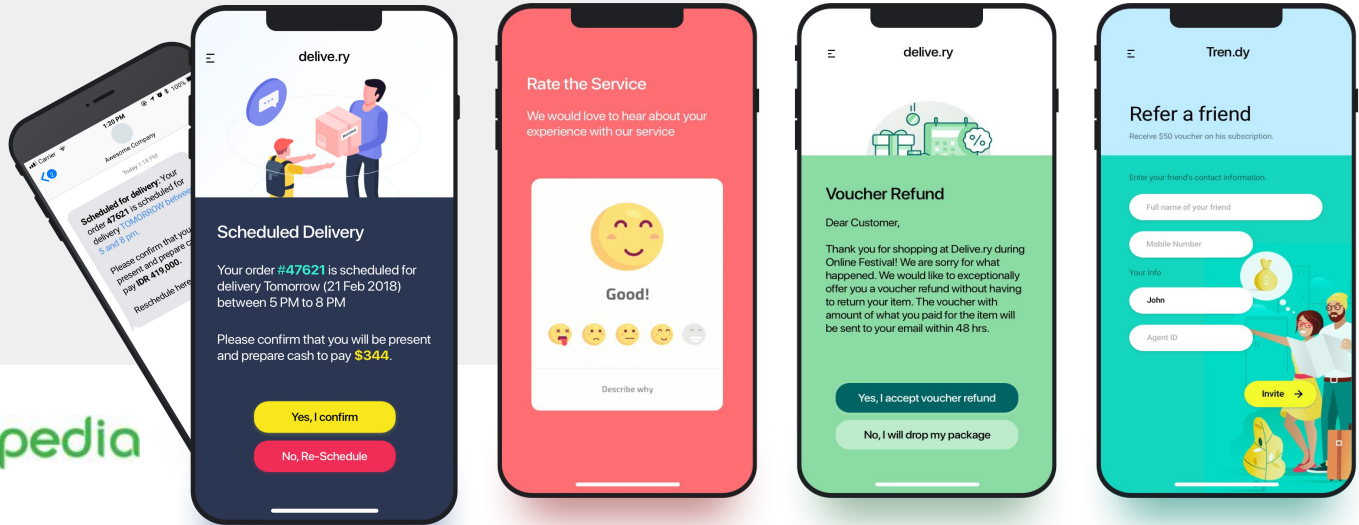 Carrier
1:20 PM
100%
2
Awesome Company
Today 1:18 PM
Scheduled for delivery: Your
order 47621 is scheduled for
delivery TOMORROW between
5 and 8 pm.
Please confirm that you
present and prepare
pay IDR 419,000.
Reschedule here
pedia
delive.ry
Scheduled Delivery
Your order #47621 is scheduled for
delivery Tomorrow (21 Feb 2018)
between 5 PM to 8 PM
Please confirm that you will be present
and prepare cash to pay $344.
Yes, I confirm
No, Re-Schedule
Rate the Service
We would love to hear about your
experience with our service
Good!
Describe why
delive.ry
%
Voucher Refund
Dear Customer,
Thank you for shopping at Delive.ry during
Online Festival! We are sorry for what
happened. We would like to exceptionally
offer you a voucher refund without having
to return your item. The voucher with
amount of what you paid for the item will
be sent to your email within 48 hrs.
Yes, I accept voucher refund
No, I will drop my package
Tren.dy
Refer a friend
Receive $50 voucher on his subscription.
Enter your friend's contact information.
Full name of your friend
Mobile Number
Your Info
$
John
Agent ID
Invite →